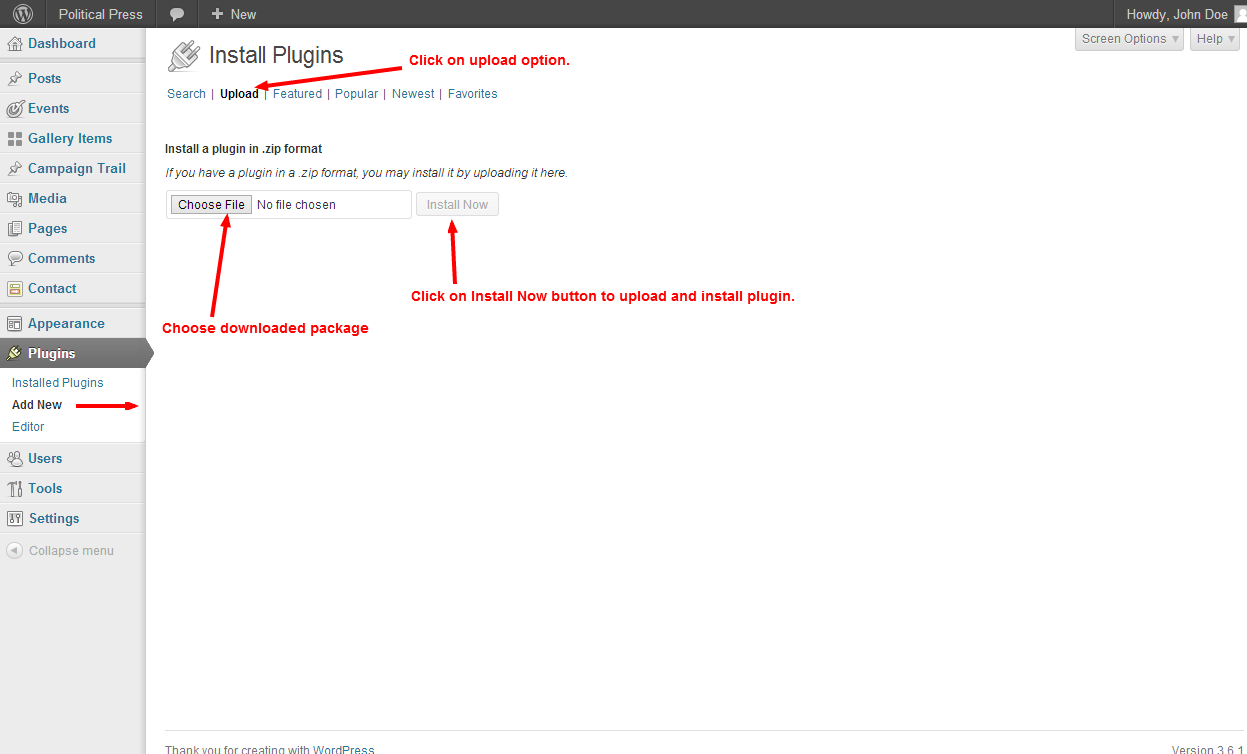 Political Press
New
Howdy, John Doe
Screen Options
Help
Dashboard
Posts
Events
Gallery Items
Campaign Trail
Media
Pages
Comments
Contact
Appearance
Plugins
Installed Plugins
Add New
Editor
Users
Tools
Settings
Collapse menu
Install Plugins
Click on upload option.
Search | Upload | Featured | Popular | Newest | Favorites
Install a plugin in .zip format
If you have a plugin in a .zip format, you may install it by uploading it here.
Choose File No file chosen Install Now
Click on Install Now button to upload and install plugin.
Choose downloaded package
Thank you for creating with WordPress
Version 3.6.1